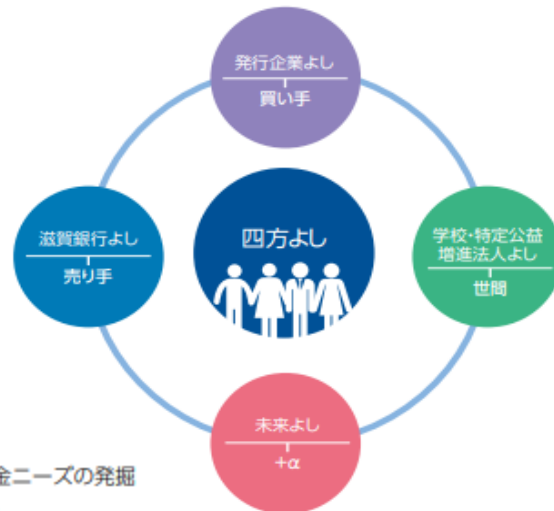 発行企業よし
買い手
滋賀銀行よし
売り手
四方よし
学校・特定公益
増進法人よし
世間
未来よし
+α
金ニーズの発掘